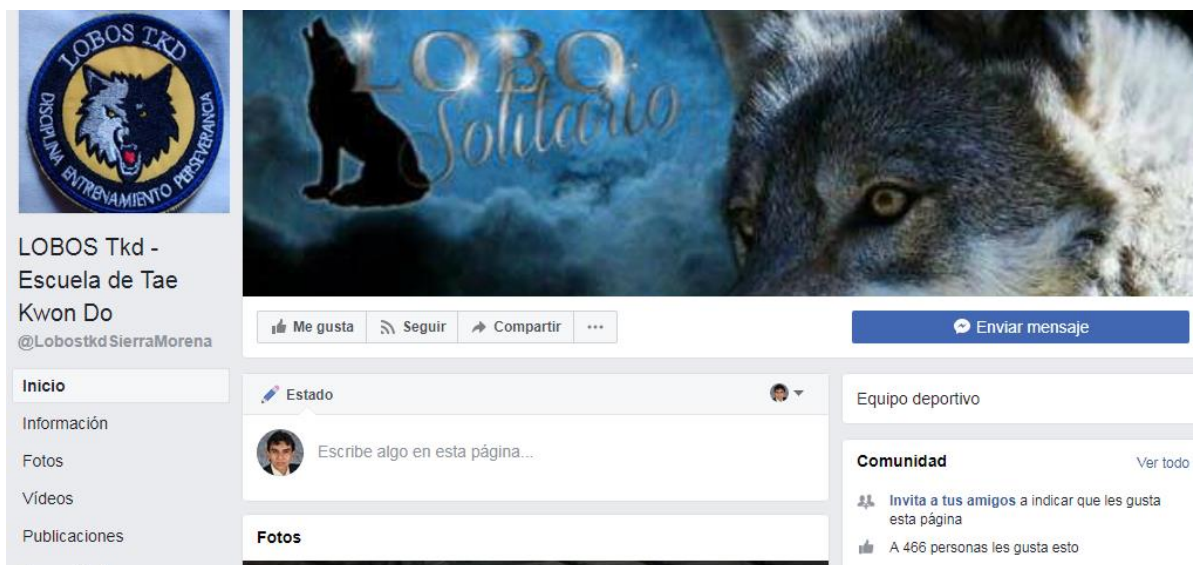 LOBOS TKD
DISCIPLINA ENTRENAMIENTO PERSEVERANCIA
LOBO
Solitario
LOBOS Tkd -
Escuela de Tae
Kwon Do
@LobostkdSierraMorena
Inicio
Información
Fotos
Vídeos
Publicaciones
Me gusta
Seguir
Compartir
Enviar mensaje
Estado
Escribe algo en esta página...
Fotos
Equipo deportivo
Comunidad
Ver todo
Invita a tus amigos a indicar que les gusta
esta página
A 466 personas les gusta esto